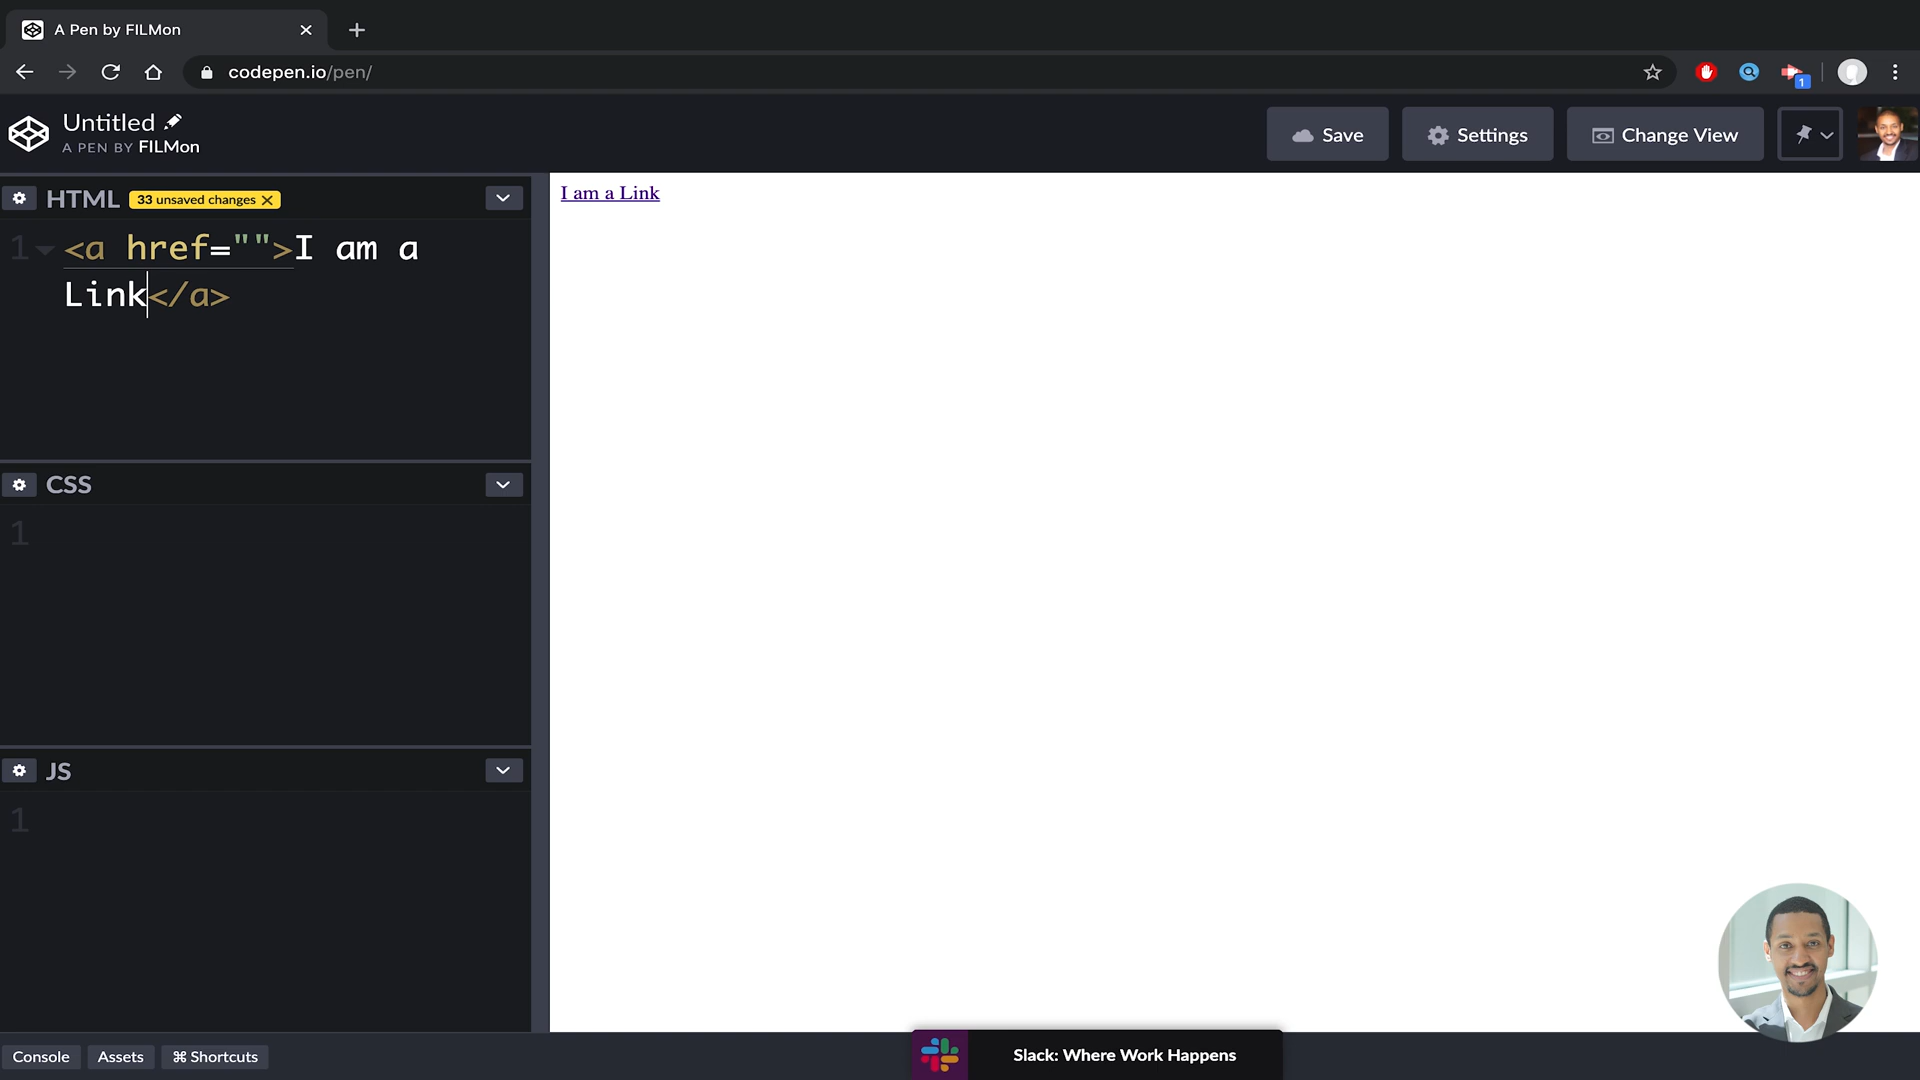 A Pen by FILMon
codepen.io/pen/
1
Untitled
A PEN BY FILMon
Save
Settings
Change View
HTML
33 unsaved changes
1
<a href="">I am a
Link</a>
I am a Link
CSS
1
JS
1
Console
Assets
⌘ Shortcuts
Slack: Where Work Happens